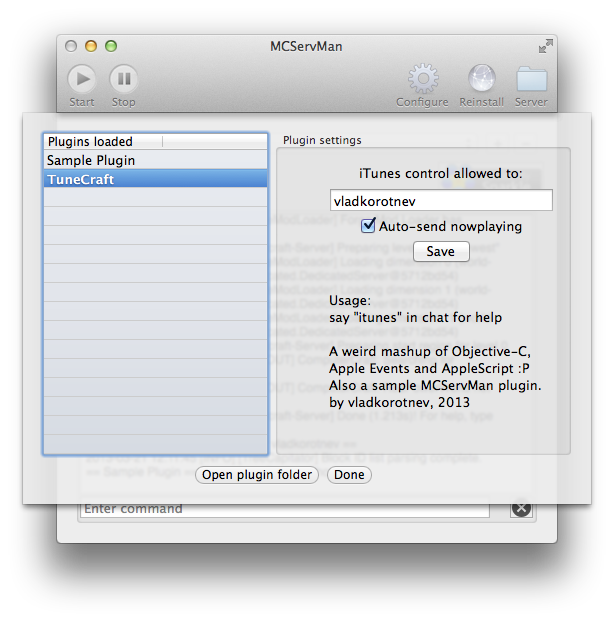 MCServMan
Start
Stop
Configure
Reinstall
Server
Plugins loaded
Sample Plugin
TuneCraft
Plugin settings
iTunes control allowed to:
vladkorotnev
Auto-send nowplaying
Save
Usage:
say "itunes" in chat for help
A weird mashup of Objective-C,
Apple Events and AppleScript :P
Also a sample MCServMan plugin.
by vladkorotnev, 2013
Open plugin folder
Done
Enter command